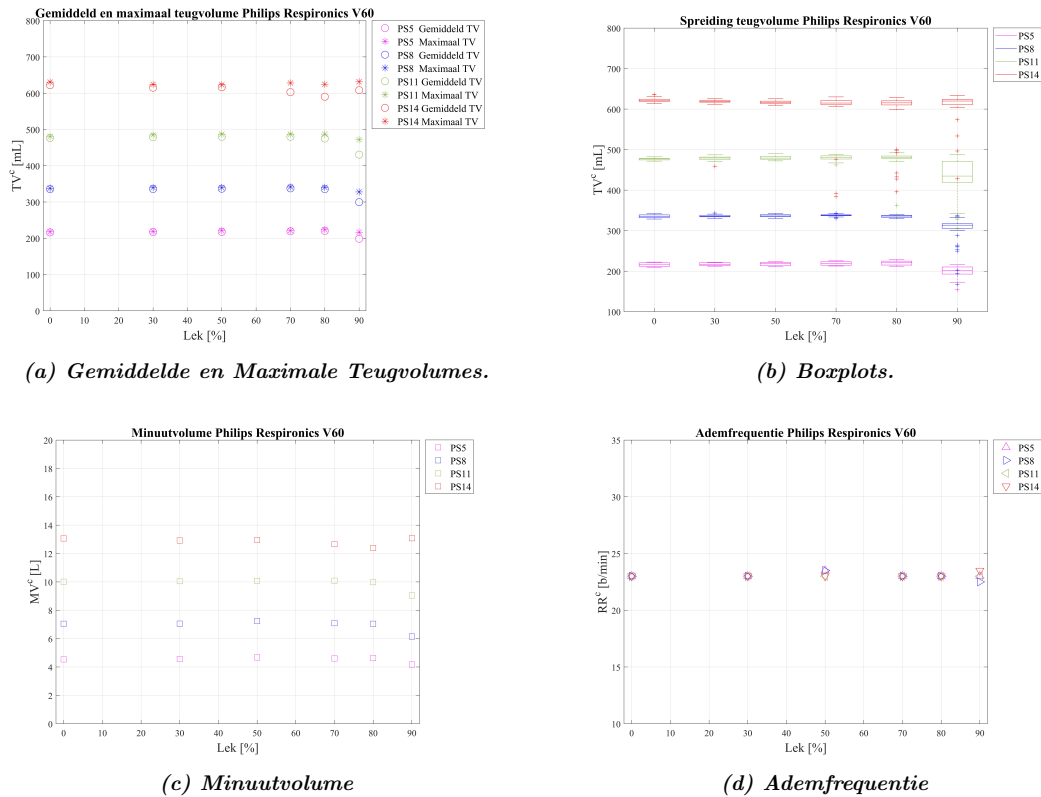 Gemiddeld en maximaal teugvolume Philips Respironics V60
800
700
600
500
400
300
200
100
0
TV^c [mL]
0 10 20 30 40 50 60 70 80 90
Lek [%]
PS5 Gemiddeld TV
PS5 Maximaal TV
PS8 Gemiddeld TV
PS8 Maximaal TV
PS11 Gemiddeld TV
PS11 Maximaal TV
PS14 Gemiddeld TV
PS14 Maximaal TV
(a) Gemiddelde en Maximale Teugvolumes.
Spreiding teugvolume Philips Respironics V60
800
700
600
500
400
300
200
100
TV^c [mL]
0 30 50 70 80 90
Lek [%]
PS5
PS8
PS11
PS14
(b) Boxplots.
Minuutvolume Philips Respironics V60
20
18
16
14
12
10
8
6
4
2
0
MV^c [L]
0 10 20 30 40 50 60 70 80 90
Lek [%]
PS5
PS8
PS11
PS14
(c) Minuutvolume
Ademfrequentie Philips Respironics V60
35
30
25
20
15
10
RR^c [b/min]
0 10 20 30 40 50 60 70 80 90
Lek [%]
PS5
PS8
PS11
PS14
(d) Ademfrequentie